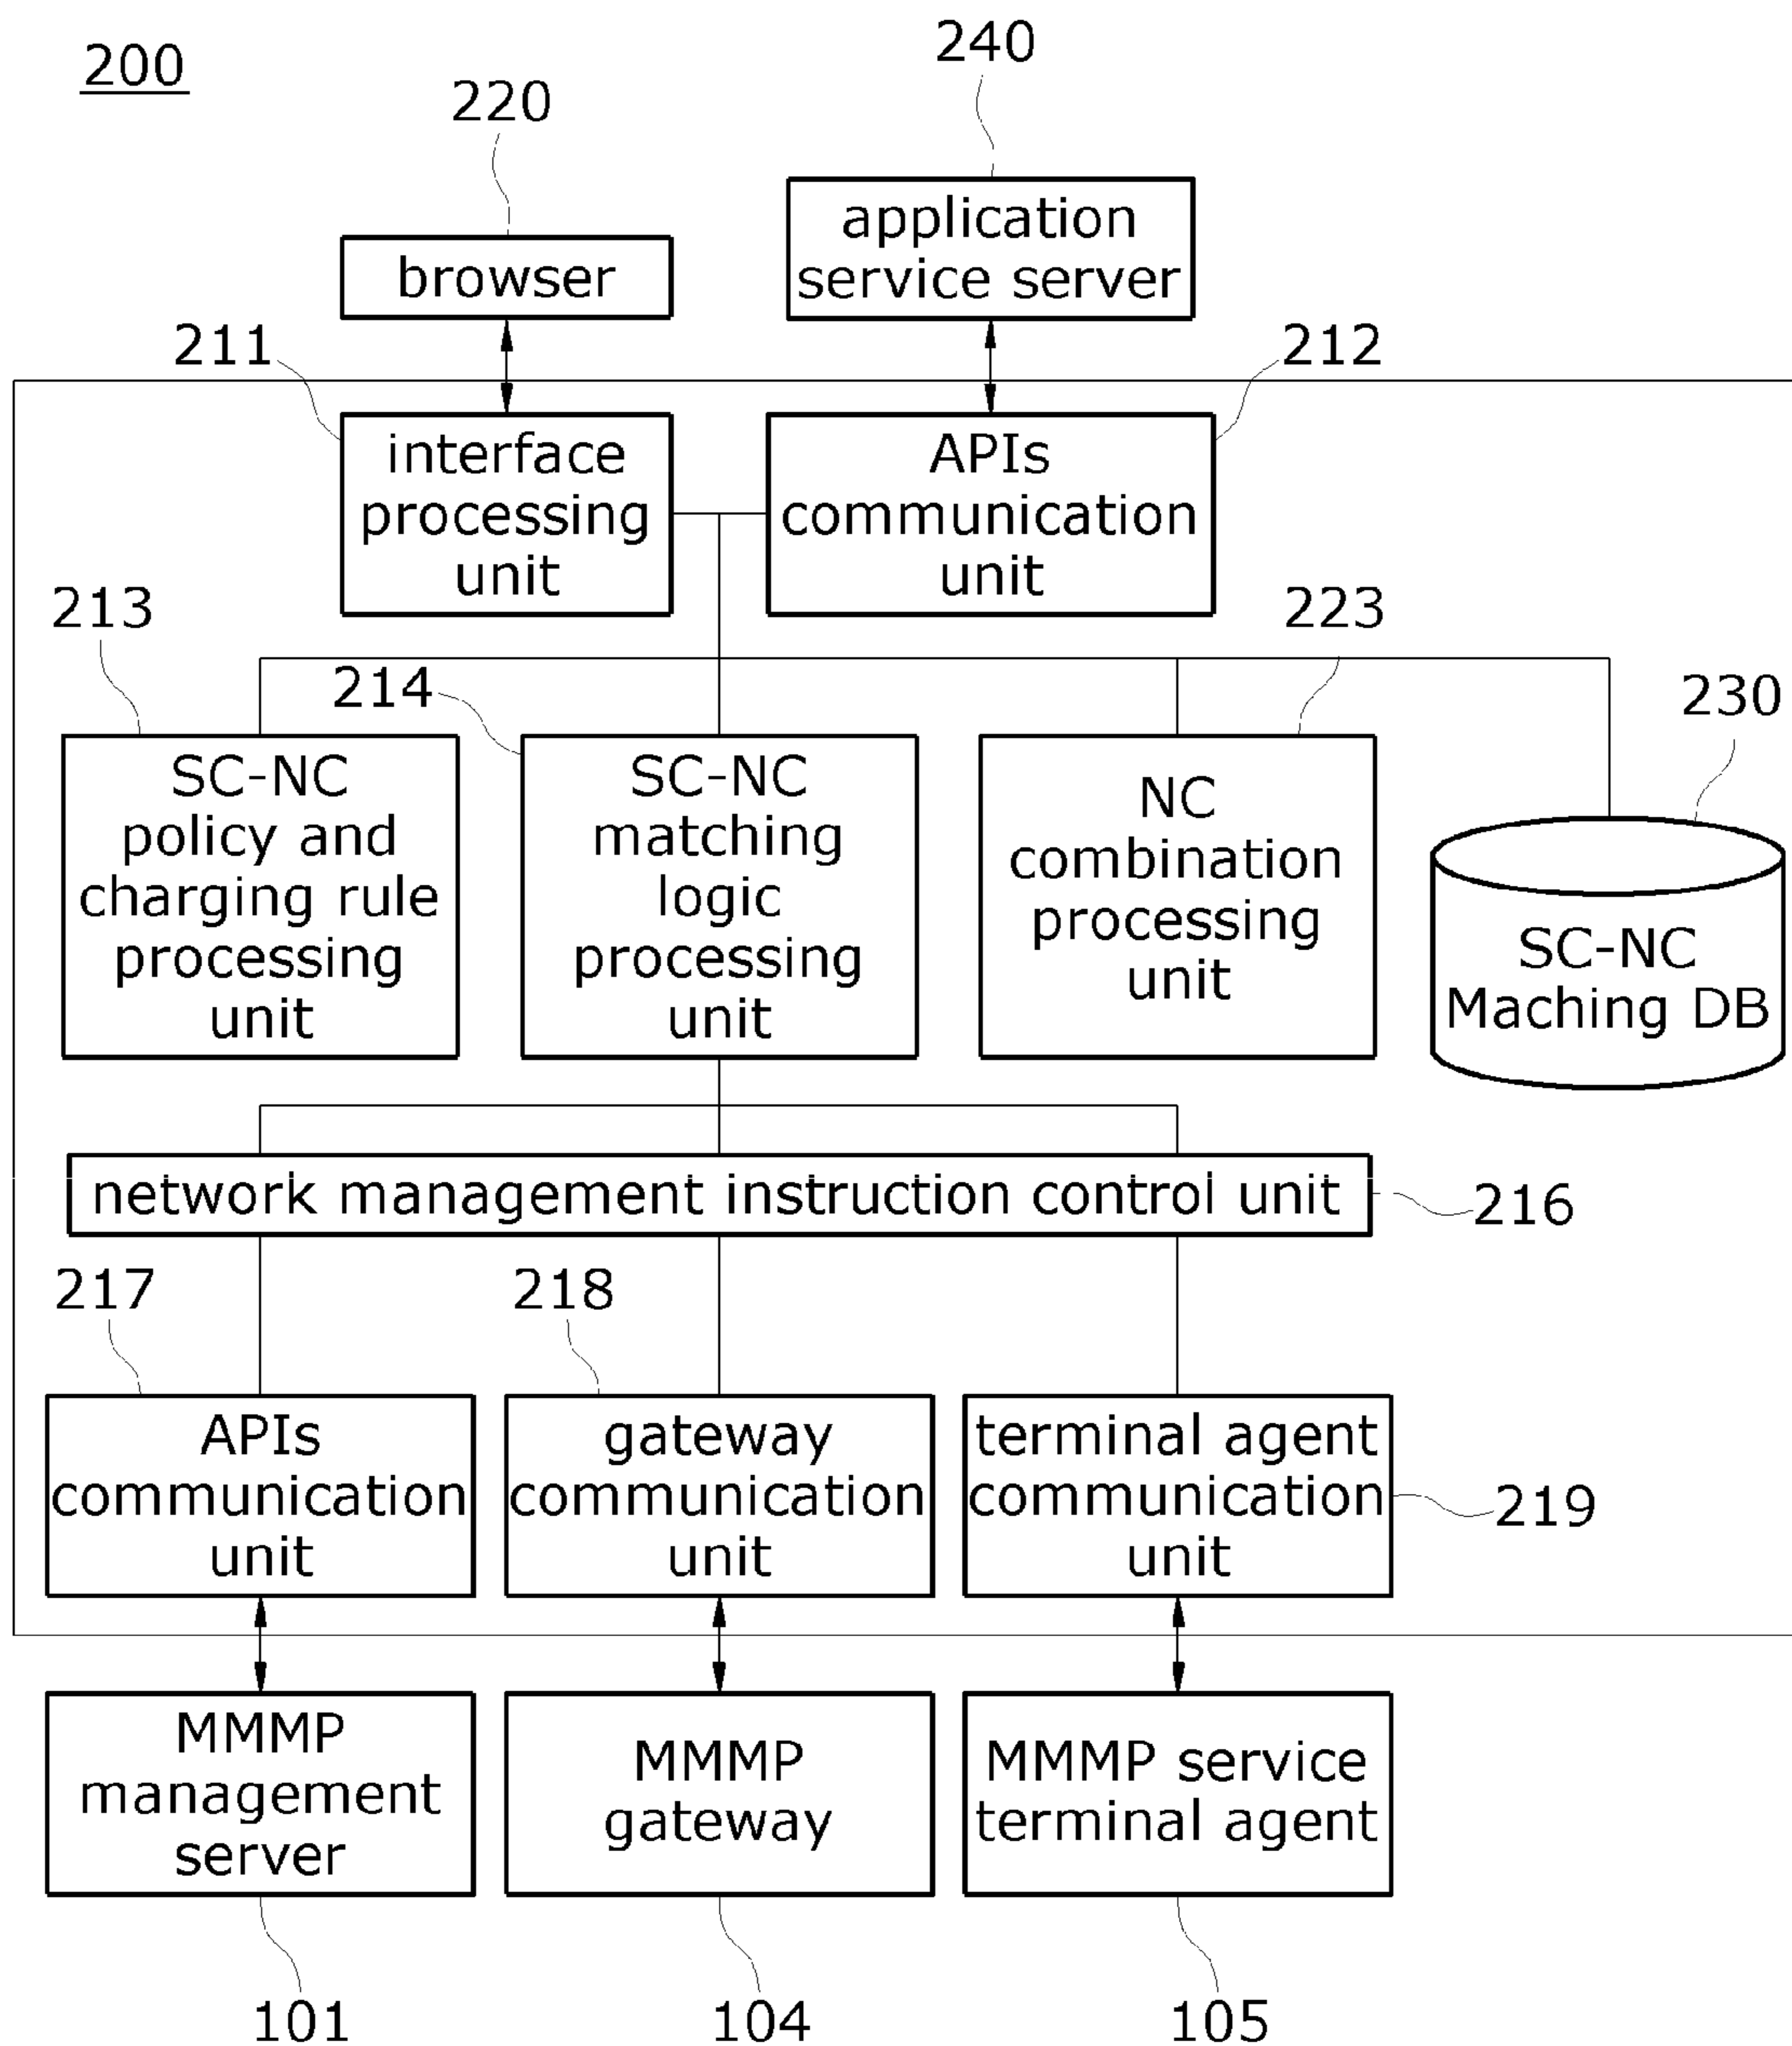 200
240
220
application
service server
browser
211
212
interface
processing
unit
APIs
communication
unit
213
223
214
230
SC-NC
policy and
charging rule
processing
unit
SC-NC
matching
logic
processing
unit
NC
combination
processing
unit
SC-NC
Maching DB
network management instruction control unit
216
217
218
APIs
communication
unit
gateway
communication
unit
terminal agent
communication
unit
219
MMMP
management
server
MMMP
gateway
MMMP service
terminal agent
101
104
105